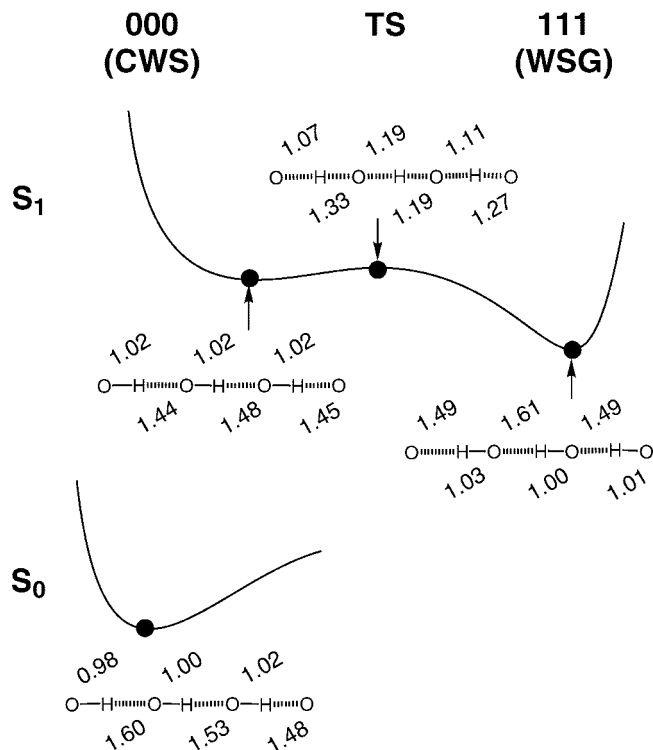 000 TS 111
(CWS) (WSG)
1.07 1.19 1.11
O H O H O H O
1.33 1.19 1.27
S1
1.02 1.02 1.02
O H O H O H O
1.44 1.48 1.45
1.49 1.61 1.49
O H O H O H O
1.03 1.00 1.01
S0
0.98 1.00 1.02
O H O H O H O
1.60 1.53 1.48